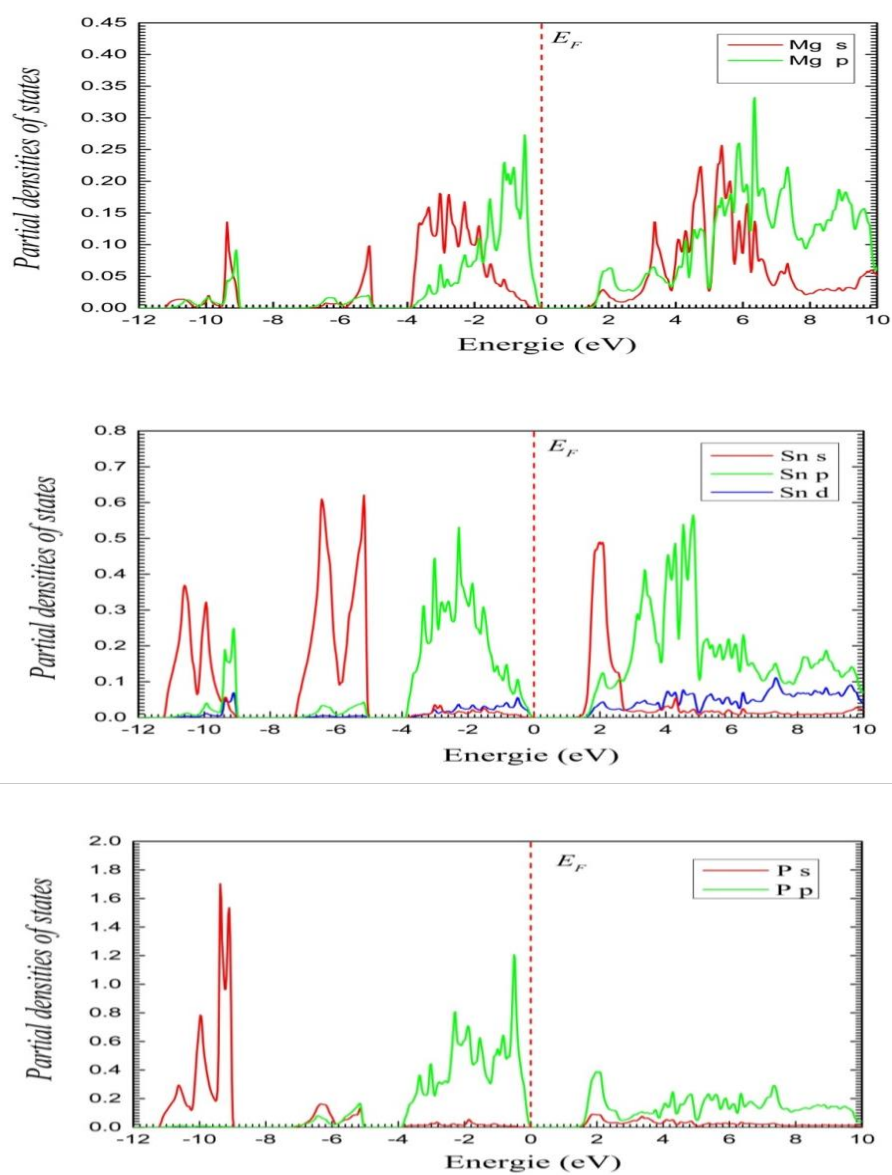 Partial densities of states
0.45
0.40
0.35
0.30
0.25
0.20
0.15
0.10
0.05
0.00
E_F
Mg s
Mg p
-12 -10 -8 -6 -4 -2 0 2 4 6 8 10
Energie (eV)
Partial densities of states
0.8
0.7
0.6
0.5
0.4
0.3
0.2
0.1
0.0
E_F
Sn s
Sn p
Sn d
-12 -10 -8 -6 -4 -2 0 2 4 6 8 10
Energie (eV)
Partial densities of states
2.0
1.8
1.6
1.4
1.2
1.0
0.8
0.6
0.4
0.2
0.0
E_F
P s
P p
-12 -10 -8 -6 -4 -2 0 2 4 6 8 10
Energie (eV)